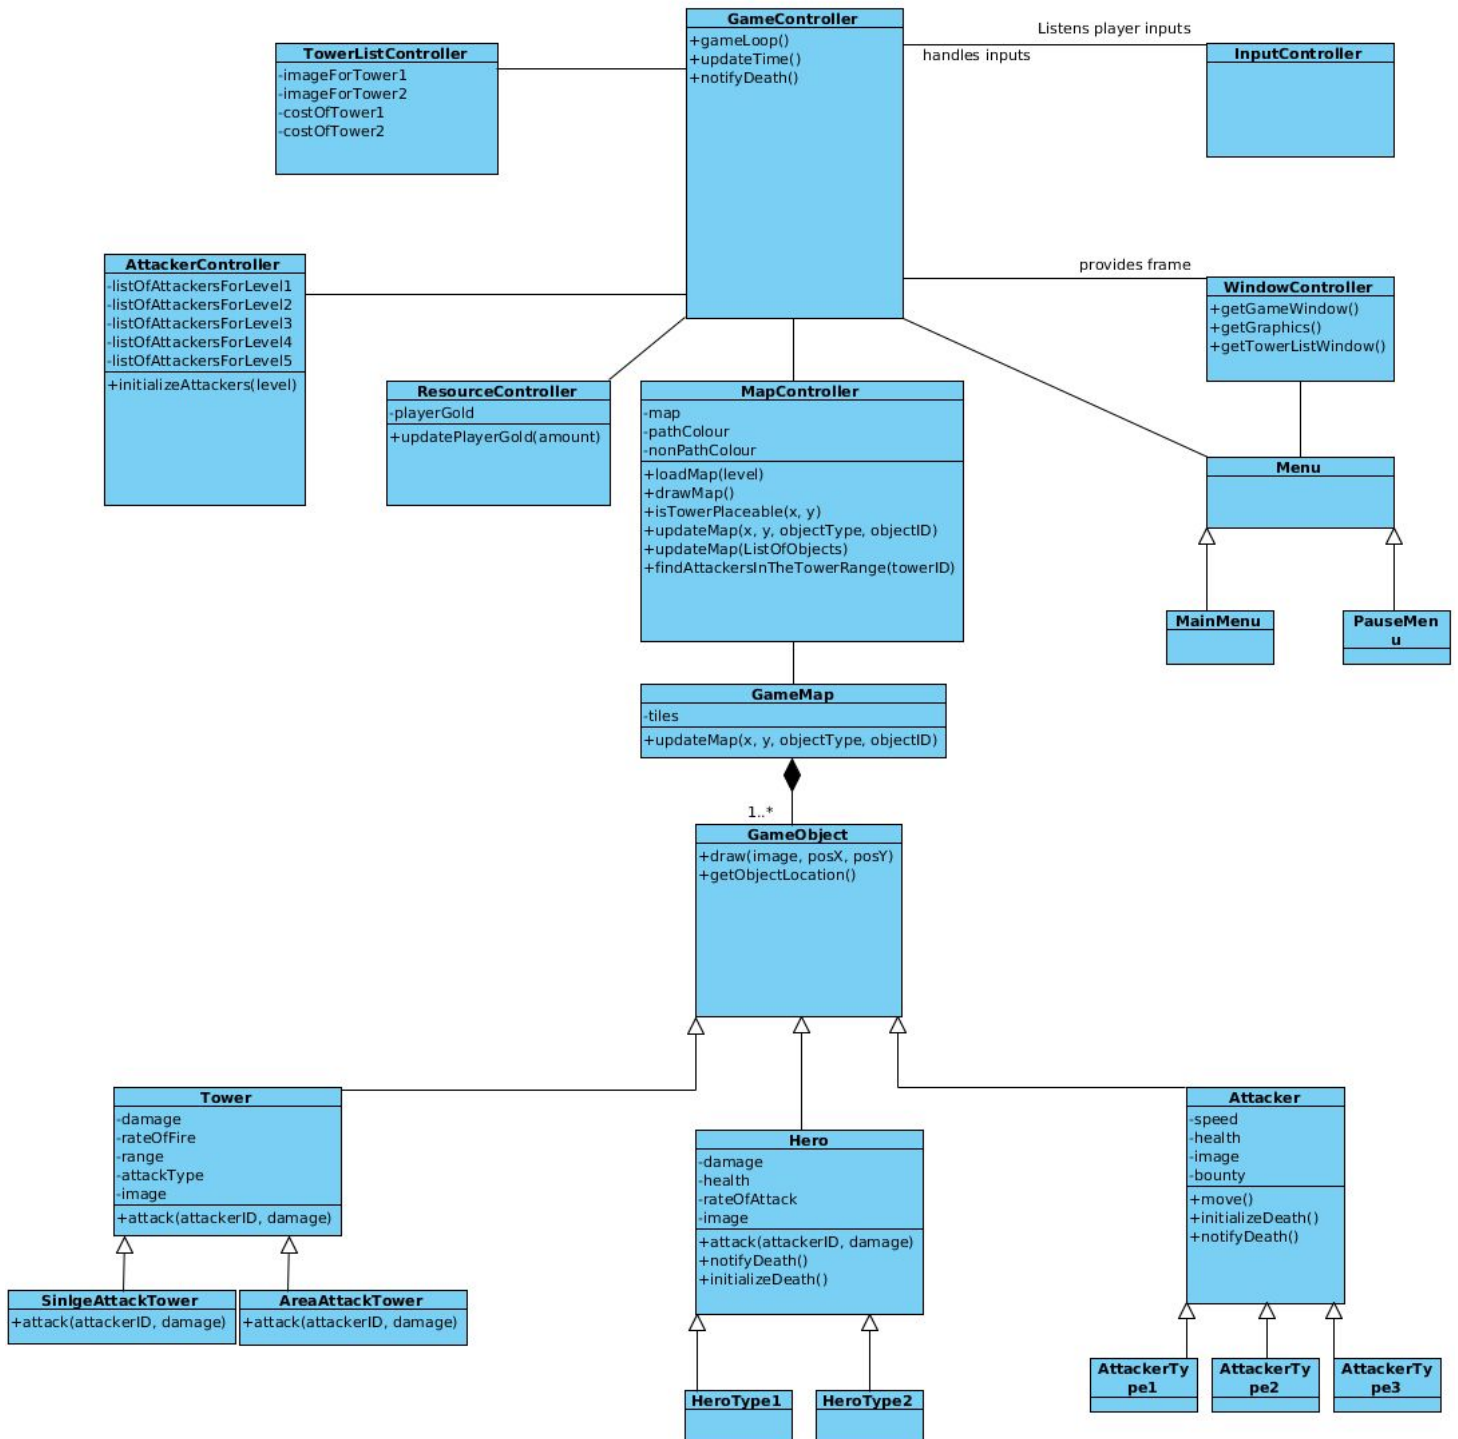 GameController
+gameLoop()
+updateTime()
+notifyDeath()
Listens player inputs
handles inputs
TowerListController
-imageForTower1
-imageForTower2
-costOfTower1
-costOfTower2
InputController
AttackerController
-listOfAttackersForLevel1
-listOfAttackersForLevel2
-listOfAttackersForLevel3
-listOfAttackersForLevel4
-listOfAttackersForLevel5
+initializeAttackers(level)
provides frame
WindowController
+getGameWindow()
+getGraphics()
+getTowerListWindow()
ResourceController
-playerGold
+updatePlayerGold(amount)
MapController
-map
-pathColour
-nonPathColour
+loadMap(level)
+drawMap()
+isTowerPlaceable(x, y)
+updateMap(x, y, objectType, objectID)
+updateMap(ListOfObjects)
+findAttackersInTheTowerRange(towerID)
Menu
MainMenu
PauseMen
u
GameMap
-tiles
+updateMap(x, y, objectType, objectID)
1..*
GameObject
+draw(image, posX, posY)
+getObjectLocation()
Tower
-damage
-rateOfFire
-range
-attackType
-image
+attack(attackerID, damage)
Hero
-damage
-health
-rateOfAttack
-image
+attack(attackerID, damage)
+notifyDeath()
+initializeDeath()
Attacker
-speed
-health
-image
-bounty
+move()
+initializeDeath()
+notifyDeath()
SinlgeAttackTower
+attack(attackerID, damage)
AreaAttackTower
+attack(attackerID, damage)
HeroType1
HeroType2
AttackerTy
pe1
AttackerTy
pe2
AttackerTy
pe3